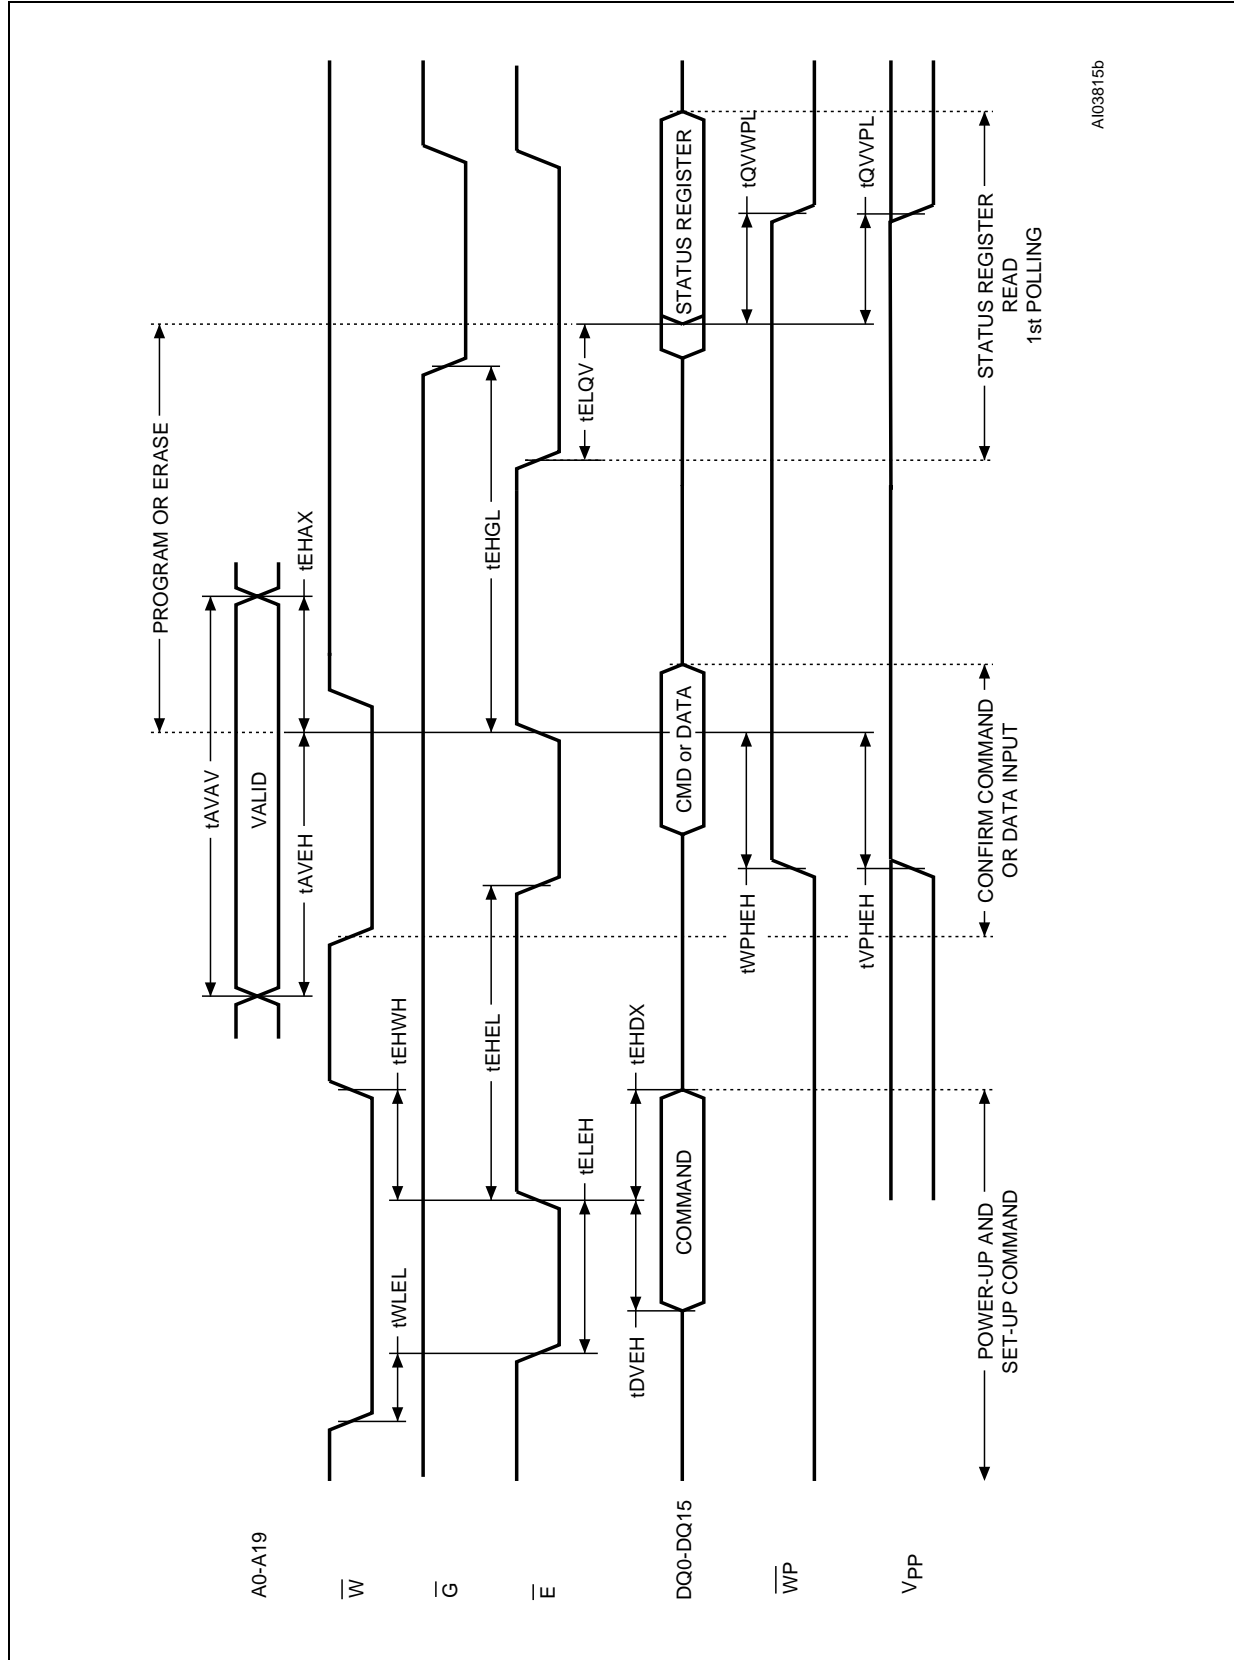 PROGRAM OR ERASE
tAVAV
A0-A19
VALID
tAVEH
tEHAX
W
tWLEL
tEHWH
G
tEHEL
tEHGL
E
tELEH
tELQV
tDVEH
tEHDX
DQ0-DQ15
COMMAND
CMD or DATA
STATUS REGISTER
tWPHEH
tQVWPL
WP
tVPHEH
tQVVPL
VPP
POWER-UP AND
SET-UP COMMAND
CONFIRM COMMAND
OR DATA INPUT
STATUS REGISTER
READ
1st POLLING
AI03815b